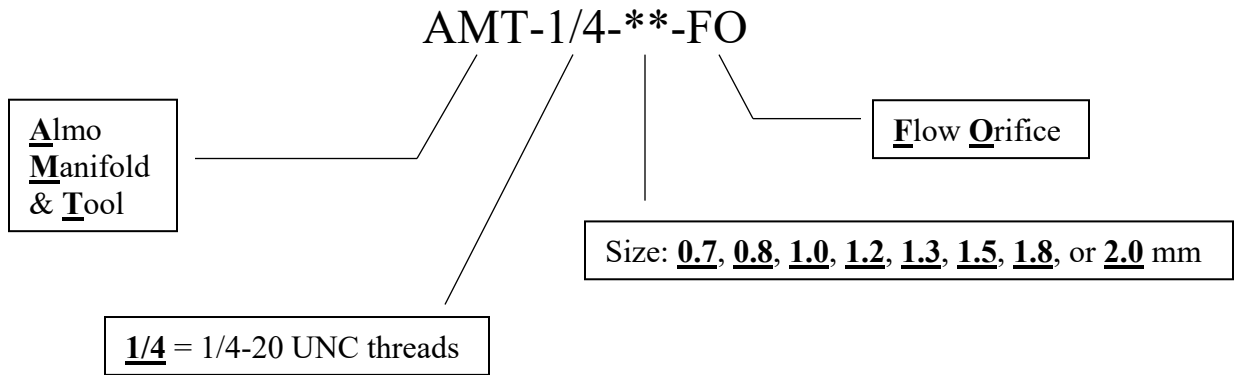 AMT-1/4-**-FO
Almo
Manifold
& Tool
Flow Orifice
Size: 0.7, 0.8, 1.0, 1.2, 1.3, 1.5, 1.8, or 2.0 mm
1/4 = 1/4-20 UNC threads